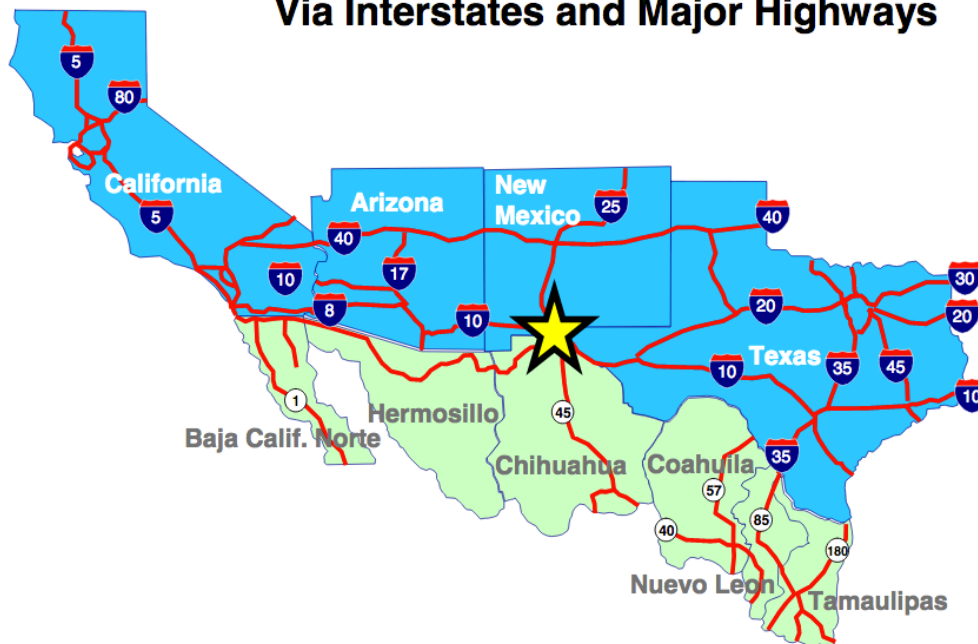 Via Interstates and Major Highways
5
80
California
5
10
Arizona
40
17
8
10
New
Mexico
25
40
30
20
20
Texas
10
35
45
10
35
1
Baja Calif. Norte
Hermosillo
45
Chihuahua
Coahuila
57
40
85
180
Nuevo Leon
Tamaulipas